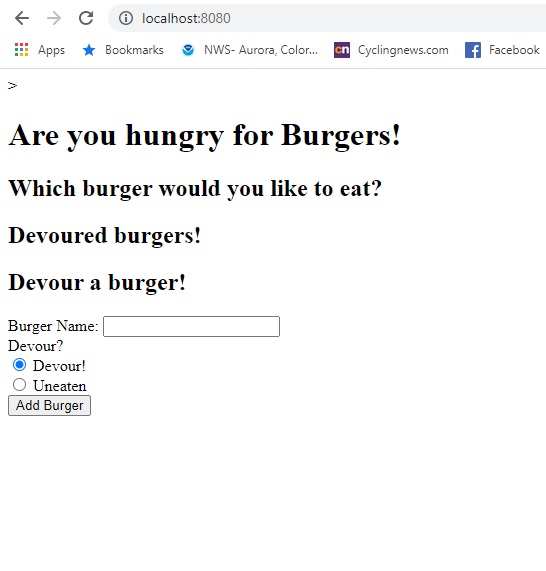 localhost:8080
Apps Bookmarks NWS- Aurora, Color... cn Cyclingnews.com f Facebook
>
Are you hungry for Burgers!
Which burger would you like to eat?
Devoured burgers!
Devour a burger!
Burger Name:
Devour?
Devour!
Uneaten
Add Burger